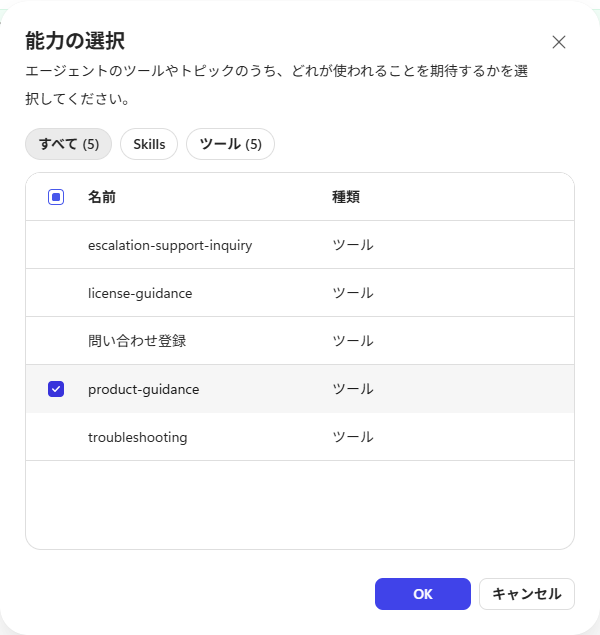 能力の選択
エージェントのツールやトピックのうち、どれが使われることを期待するかを選
択してください。
すべて (5)
Skills
ツール (5)
名前 種類
escalation-support-inquiry ツール
license-guidance ツール
問い合わせ登録 ツール
product-guidance ツール
troubleshooting ツール
OK キャンセル